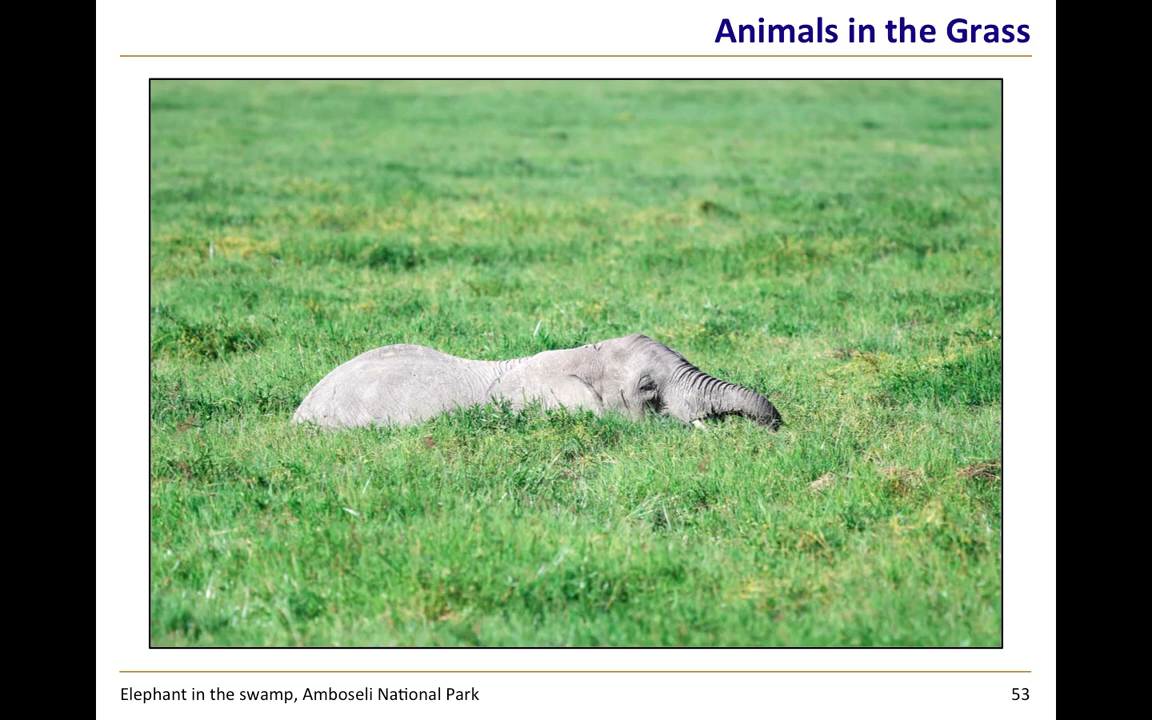 Animals in the Grass
Elephant in the swamp, Amboseli National Park
53